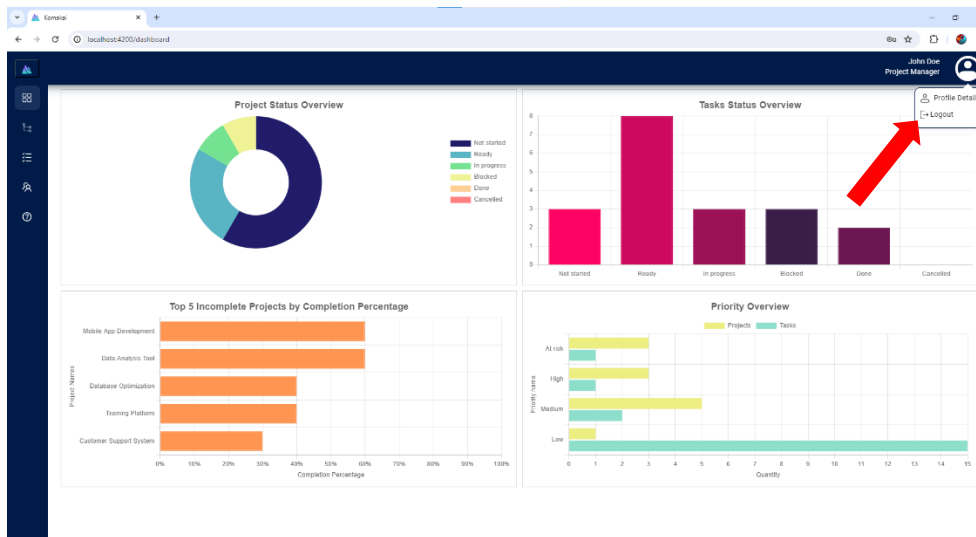 Kemekai
localhost:4200/dashboard
John Doe
Project Manager
Profile Detail
Logout
Project Status Overview
Not started
Ready
In progress
Blocked
Done
Cancelled
Tasks Status Overview
8
7
6
5
4
3
2
1
0
Not started Ready In progress Blocked Done Cancelled
Top 5 Incomplete Projects by Completion Percentage
Project Names
Mobile App Development
Data Analysis Tool
Database Optimization
Training Platform
Customer Support System
0% 10% 20% 30% 40% 50% 60% 70% 80% 90% 100%
Completion Percentage
Priority Overview
Projects Tasks
Priority name
At risk
High
Medium
Low
0 1 2 3 4 5 6 7 8 9 10 11 12 13 14 15
Quantity